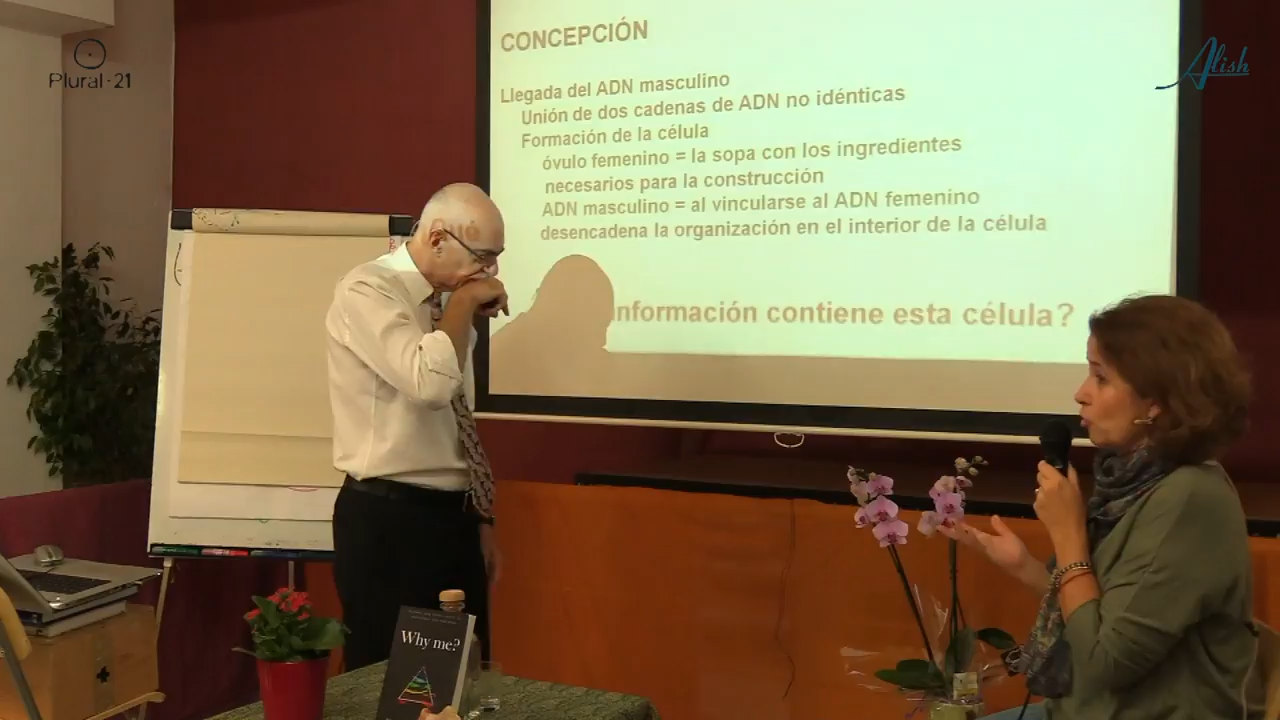 Plural-21
Alish
CONCEPCIÓN
Llegada del ADN masculino
Unión de dos cadenas de ADN no idénticas
Formación de la célula
óvulo femenino = la sopa con los ingredientes
necesarios para la construcción
ADN masculino = al vincularse al ADN femenino
desencadena la organización en el interior de la célula
Qué
nformación contiene esta célula?
Why me?